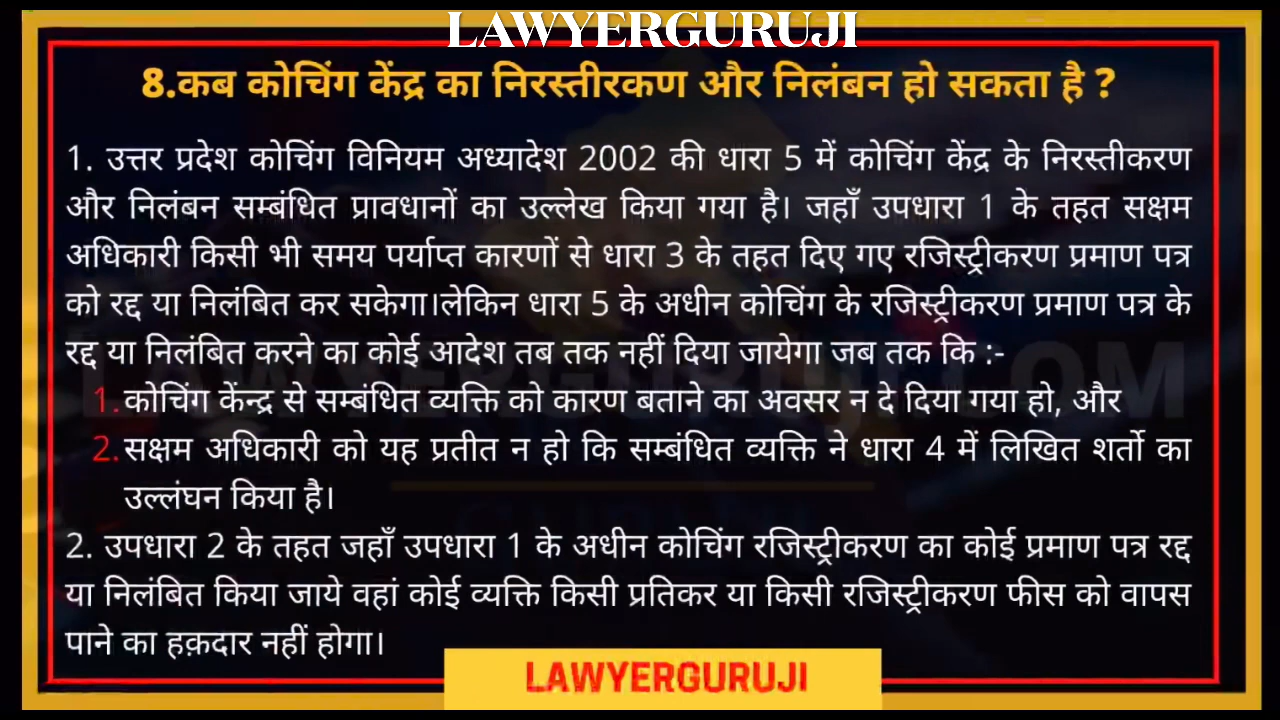 LAWYERGURUJI
8.कब कोचिंग केंद्र का निरस्तीरकण और निलंबन हो सकता है ?
1. उत्तर प्रदेश कोचिंग विनियम अध्यादेश 2002 की धारा 5 में कोचिंग केंद्र के निरस्तीकरण
और निलंबन सम्बंधित प्रावधानों का उल्लेख किया गया है। जहाँ उपधारा 1 के तहत सक्षम
अधिकारी किसी भी समय पर्याप्त कारणों से धारा 3 के तहत दिए गए रजिस्ट्रीकरण प्रमाण पत्र
को रद्द या निलंबित कर सकेगा।लेकिन धारा 5 के अधीन कोचिंग के रजिस्ट्रीकरण प्रमाण पत्र के
रद्द या निलंबित करने का कोई आदेश तब तक नहीं दिया जायेगा जब तक कि :-
1. कोचिंग केंन्द्र से सम्बंधित व्यक्ति को कारण बताने का अवसर न दे दिया गया हो, और
2. सक्षम अधिकारी को यह प्रतीत न हो कि सम्बंधित व्यक्ति ने धारा 4 में लिखित शर्तो का
उल्लंघन किया है।
2. उपधारा 2 के तहत जहाँ उपधारा 1 के अधीन कोचिंग रजिस्ट्रीकरण का कोई प्रमाण पत्र रद्द
या निलंबित किया जाये वहां कोई व्यक्ति किसी प्रतिकर या किसी रजिस्ट्रीकरण फीस को वापस
पाने का हक़दार नहीं होगा।
LAWYERGURUJI.COM
LAWYERGURUJI